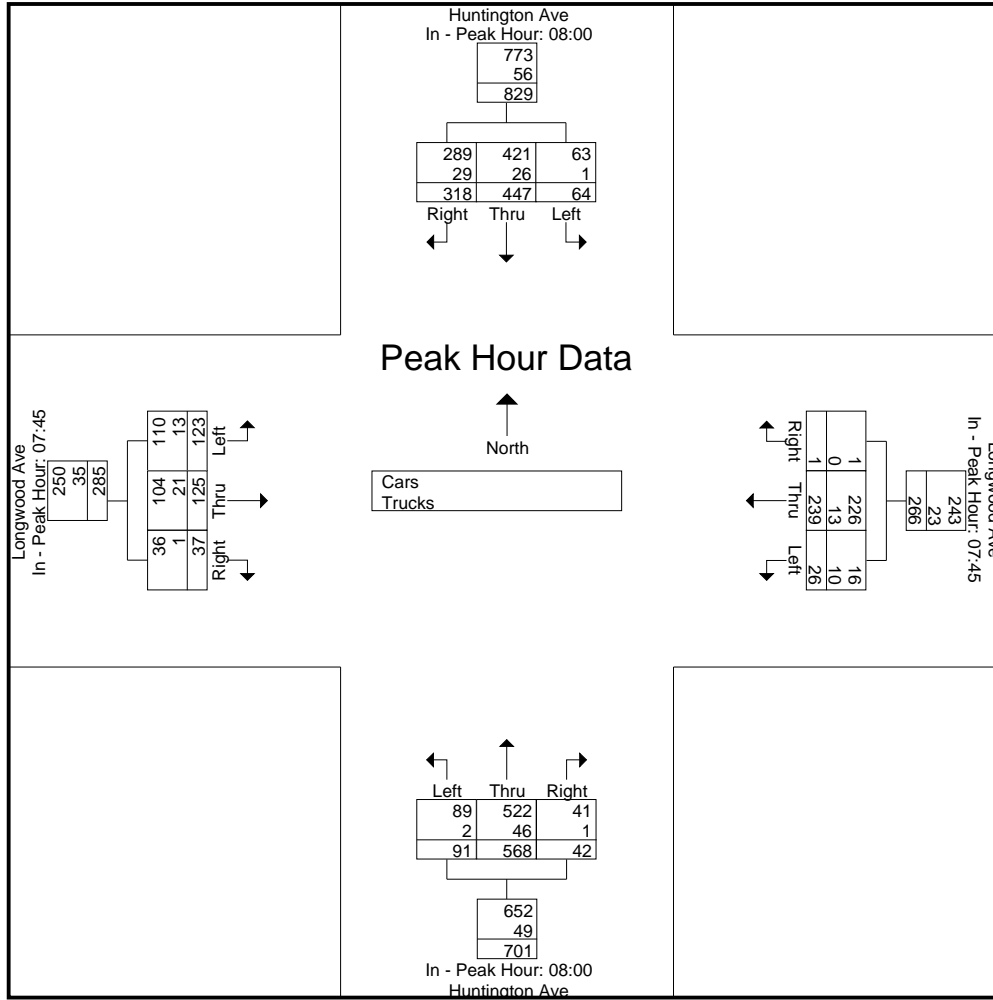 Huntington Ave
In - Peak Hour: 08:00
773
56
829
289 421 63
29 26 1
318 447 64
Right Thru Left
Peak Hour Data
North
Cars
Trucks
Longwood Ave
In - Peak Hour: 07:45
250
35
285
110 104 36
13 21 1
123 125 37
Left Thru Right
Longwood Ave
In - Peak Hour: 07:45
243
23
266
1 226 16
0 13 10
1 239 26
Right Thru Left
Left Thru Right
89 522 41
2 46 1
91 568 42
652
49
701
In - Peak Hour: 08:00
Huntington Ave